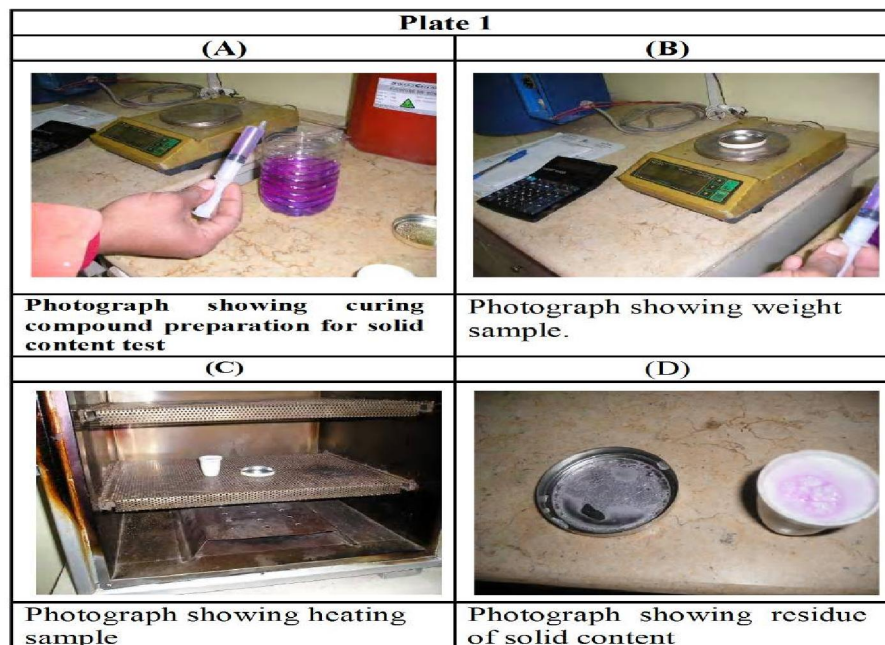 Plate 1
(A)
(B)
Photograph showing curing
compound preparation for solid
content test
Photograph showing weight
sample.
(C)
(D)
Photograph showing heating
sample
Photograph showing residue
of solid content